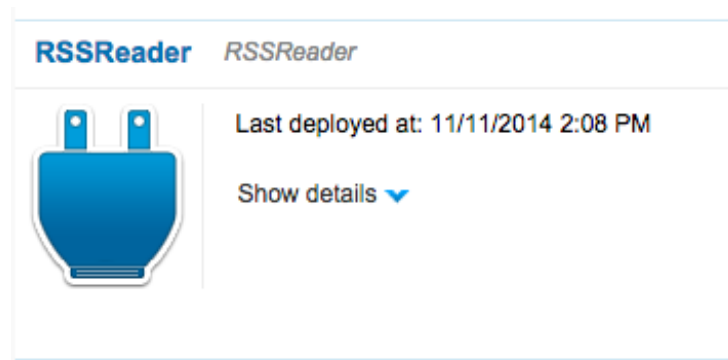 RSSReader RSSReader
Last deployed at: 11/11/2014 2:08 PM
Show details